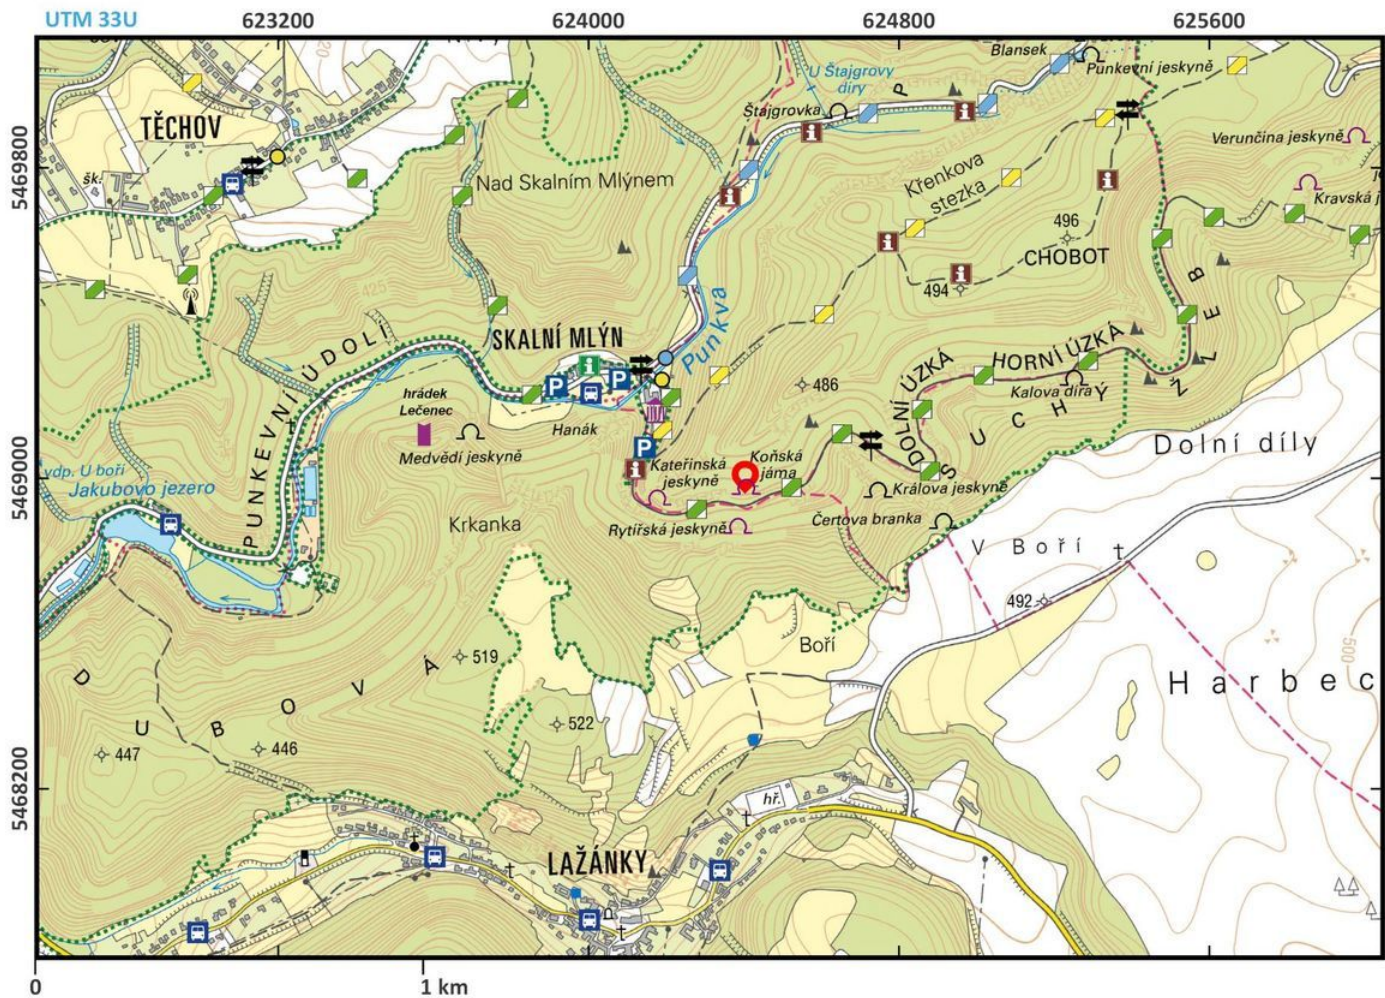 UTM 33U
623200
624000
624800
625600
5469800
5469000
5468200
Blansek
Punkevní jeskyně
U Štajgrovy
díry
P
Štajgrovka
TĚCHOV
šk.
Verunčina jeskyně
Nad Skalním Mlýnem
Křenkova
stezka
Kravská j
496
CHOBOT
425
494
Punkva
SKALNÍ MLÝN
PUNKEVNÍ ÚDOLÍ
HORNÍ ÚZKÁ
DOLNÍ ÚZKÁ
Kalova díra
486
SUCHÝ
ŽLEB
hrádek
Lečenec
Hanák
Medvědí jeskyně
Dolní díly
vdp. U boří
Jakubovo jezero
Kateřinská
jeskyně
Koňská
jáma
Králova jeskyně
Krkanka
Rytířská jeskyně
Čertova branka
V Boří
492
Boří
500
519
DUBOVÁ
Harbec
522
447
446
hř.
LAŽÁNKY
0
1 km